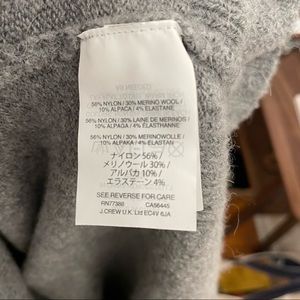 56% NYLON / 30% MERINO WOOL /
10% ALPACA / 4% ELASTANE
56% NYLON / 30% LAINE DE MERINOS /
10% ALPAGA / 4% ÉLASTHANNE
56% NYLON / 30% MERINOWOLLE /
10% ALPAKA / 4% ELASTAN
ナイロン 56% /
メリノウール 30% /
アルパカ 10% /
エラステーン 4%
SEE REVERSE FOR CARE
RN77388 CA56445
J.CREW U.K. Ltd EC4V 6JA